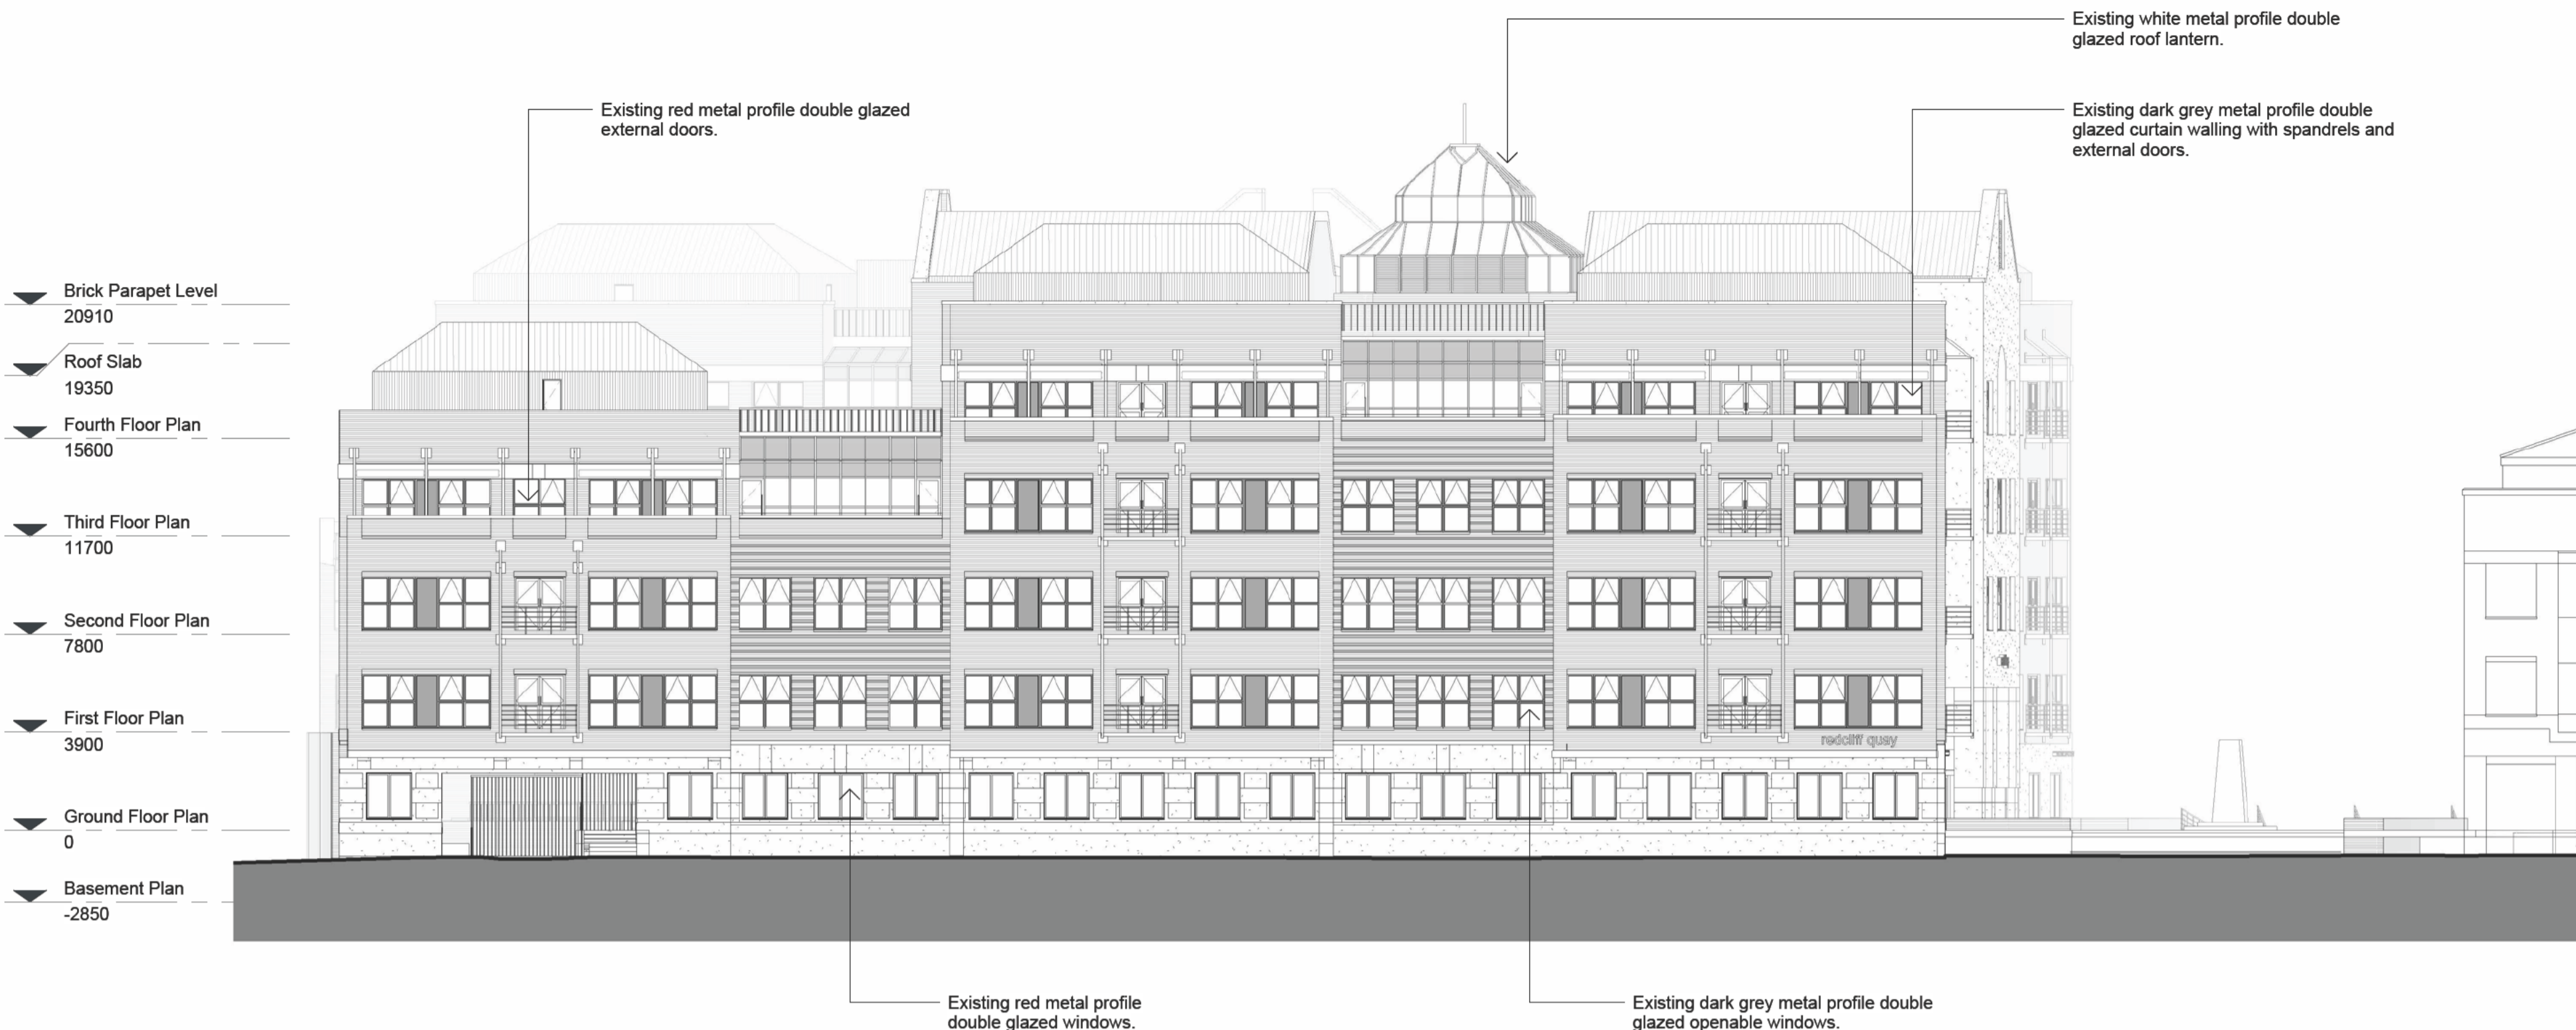 Existing white metal profile double
glazed roof lantern.
Existing red metal profile double glazed
external doors.
Existing dark grey metal profile double
glazed curtain walling with spandrels and
external doors.
Brick Parapet Level
20910
Roof Slab
19350
Fourth Floor Plan
15600
Third Floor Plan
11700
Second Floor Plan
7800
First Floor Plan
3900
redcliff quay
Ground Floor Plan
0
Basement Plan
-2850
Existing red metal profile
double glazed windows.
Existing dark grey metal profile double
glazed openable windows.